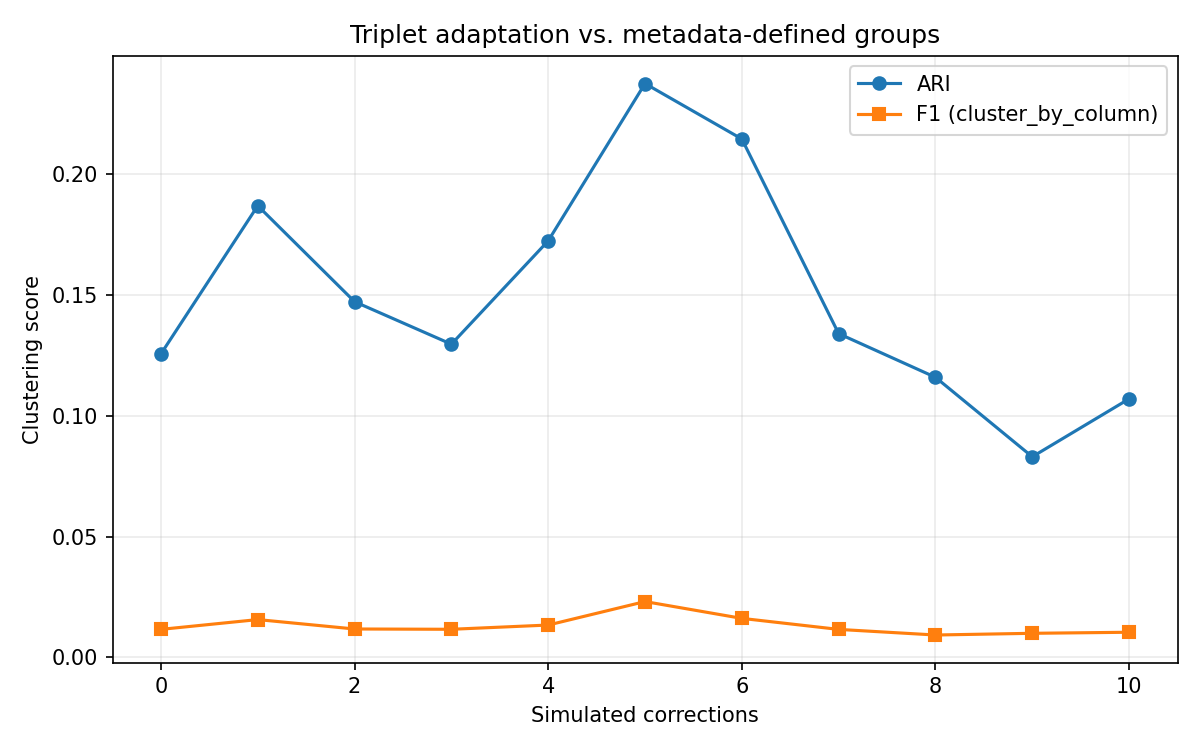 Triplet adaptation vs. metadata-defined groups
ARI
F1 (cluster_by_column)
Clustering score
0.20
0.15
0.10
0.05
0.00
0 2 4 6 8 10
Simulated corrections